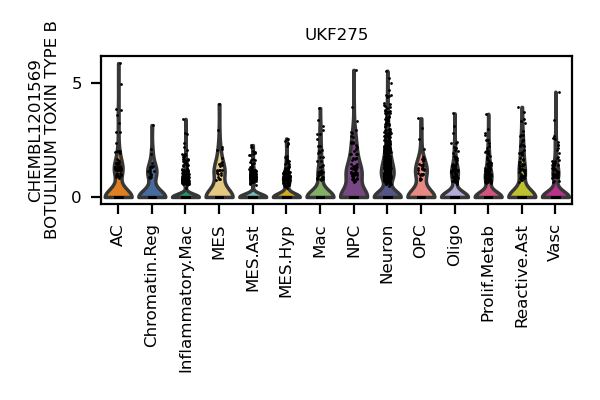 UKF275
CHEMBL1201569
BOTULINUM TOXIN TYPE B
5
0
AC
Chromatin.Reg
Inflammatory.Mac
MES
MES.Ast
MES.Hyp
Mac
NPC
Neuron
OPC
Oligo
Prolif.Metab
Reactive.Ast
Vasc